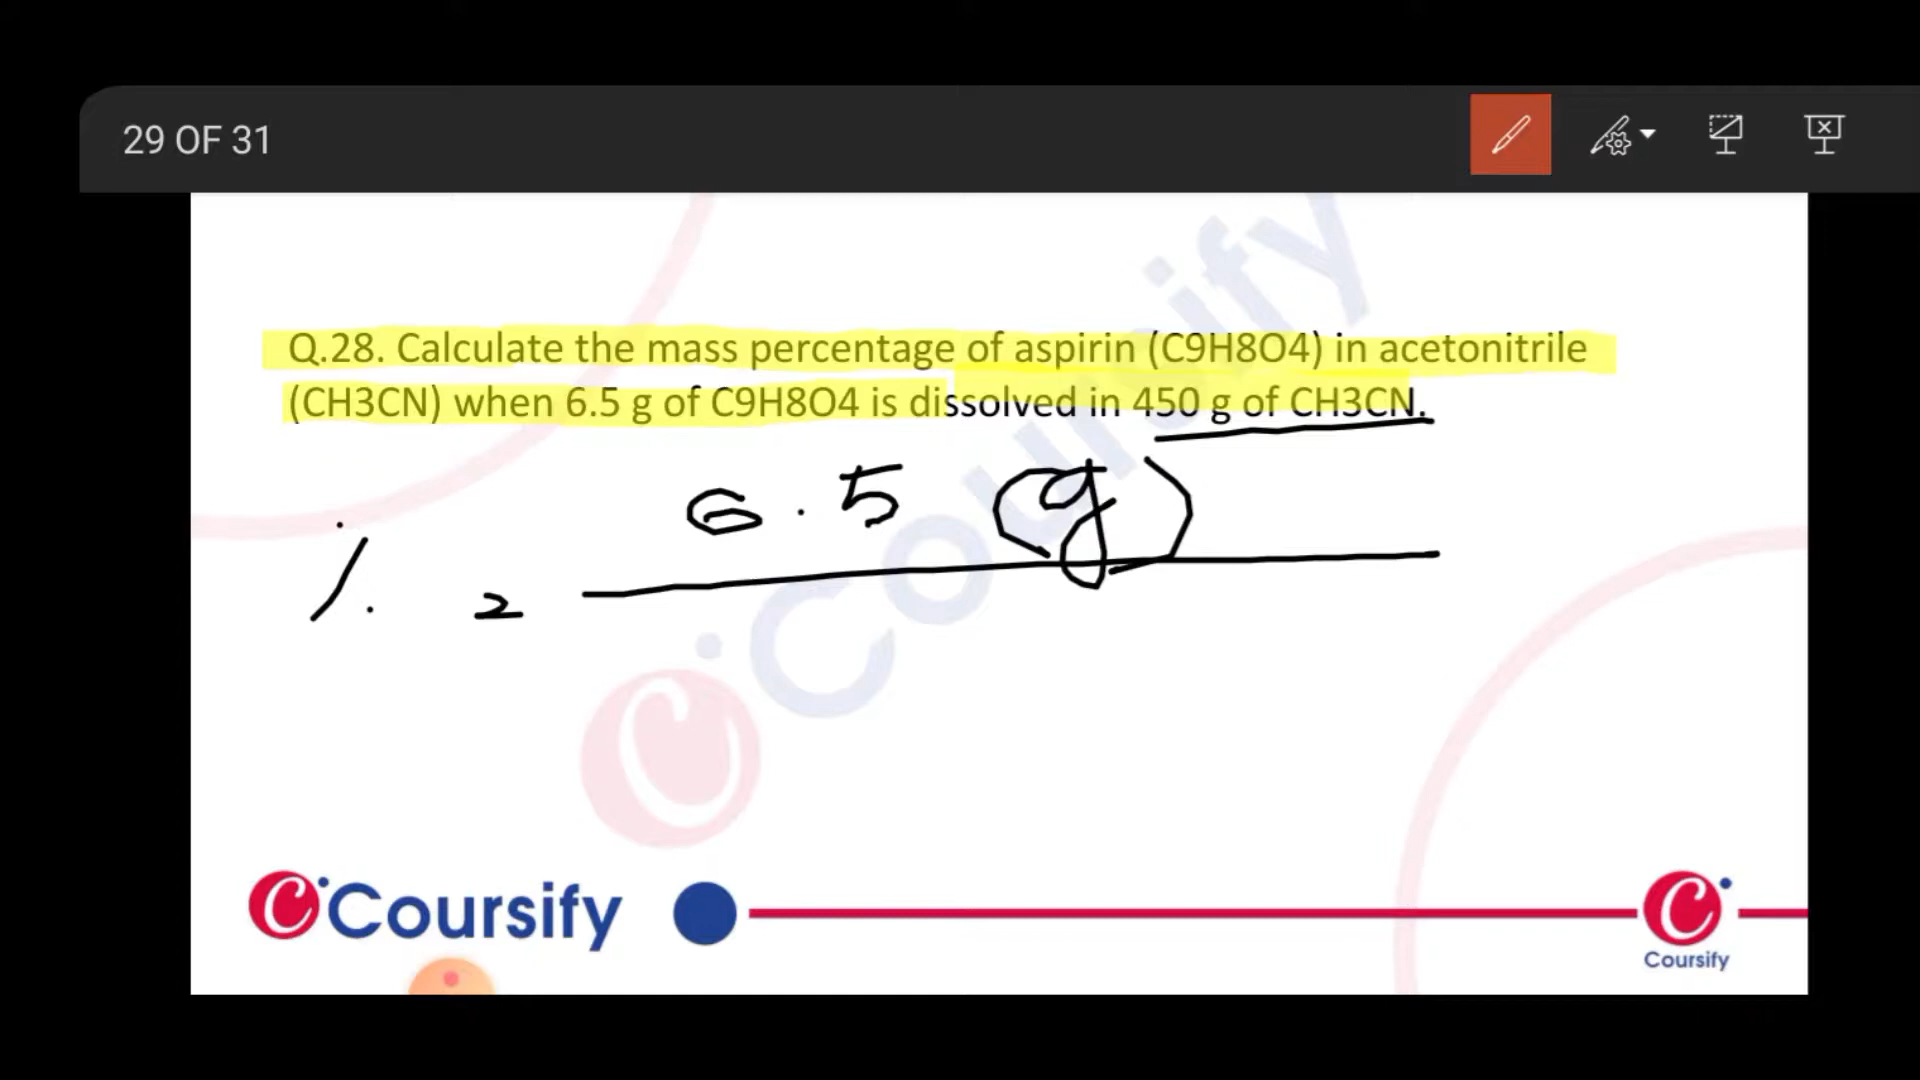 29 OF 31
Q.28. Calculate the mass percentage of aspirin (C9H8O4) in acetonitrile
(CH3CN) when 6.5 g of C9H8O4 is dissolved in 450 g of CH3CN.
6.5 (g)
% =
Coursify
Coursify
Coursify